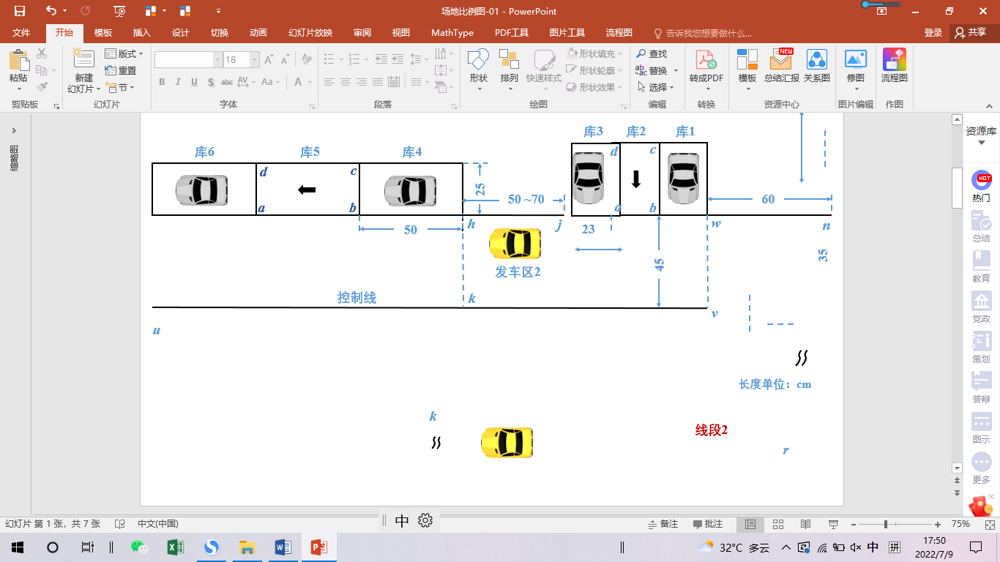 场地比例图-01 - PowerPoint
文件 开始 模板 插入 设计 切换 动画 幻灯片放映 审阅 视图 MathType PDF工具 图片工具 流程图 告诉我您想要做什么... 登录 共享
粘贴
剪贴板
新建
幻灯片
版式
重置
节
幻灯片
18
B I U S abc AV Aa A
字体
段落
形状
排列
快速样式
形状填充
形状轮廓
形状效果
绘图
查找
替换
选择
编辑
转成PDF
转换
模板
NEW
总结汇报
关系图
资源中心
修图
图片编辑
流程图
作图
缩略图
库3 库2 库1
库6 库5 库4
d c
d c
a b
a b
25
50 ~70
60
50
h j w n
23
45
35
发车区2
控制线
k
v
u
长度单位：cm
k
线段2
r
资源库
HOT
热门
总结
教育
党政
策划
答辩
图示
更多
幻灯片 第 1 张，共 7 张 中文(中国) 中 备注 批注 75%
32°C 多云 中 拼
17:50
2022/7/9